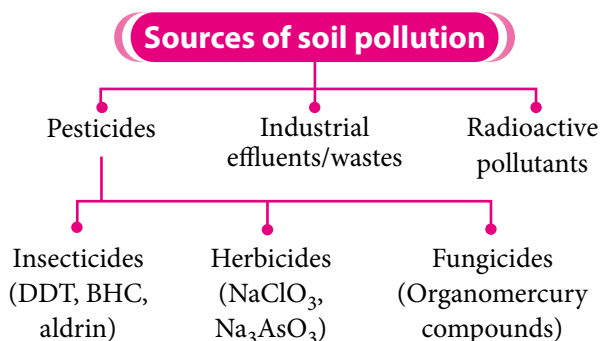 Sources of soil pollution
Pesticides
Industrial
effluents/wastes
Radioactive
pollutants
Insecticides
(DDT, BHC,
aldrin)
Herbicides
(NaClO₃,
Na₃AsO₃)
Fungicides
(Organomercury
compounds)